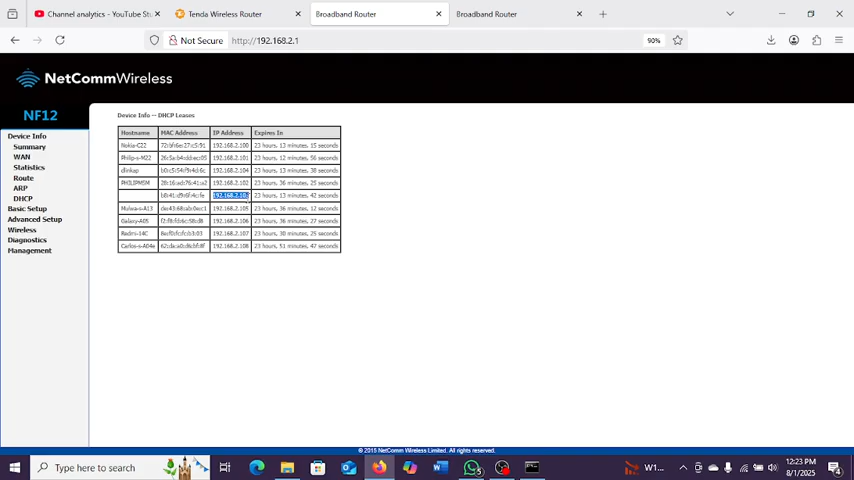 Channel analytics - YouTube Stu
Tenda Wireless Router
Broadband Router
Broadband Router
Not Secure
http://192.168.2.1
90%
NetCommWireless
NF12
Device Info
Summary
WAN
Statistics
Route
ARP
DHCP
Basic Setup
Advanced Setup
Wireless
Diagnostics
Management
Device Info -- DHCP Leases
Hostname MAC Address IP Address Expires In
Nokia-C22 192.168.2.100 23 hours, 13 minutes, 15 seconds
Philip-s-M22 192.168.2.101 23 hours, 12 minutes, 56 seconds
dlinkap 192.168.2.104 23 hours, 13 minutes, 38 seconds
PHILIPMSM 192.168.2.102 23 hours, 36 minutes, 25 seconds
23 hours, 13 minutes, 42 seconds
Mulwa-s-A13 192.168.2.105 23 hours, 36 minutes, 12 seconds
Galaxy-A05 192.168.2.106 23 hours, 36 minutes, 27 seconds
Redmi-14C 192.168.2.107 23 hours, 30 minutes, 25 seconds
Carlos-s-A04e 192.168.2.108 23 hours, 51 minutes, 47 seconds
© 2015 NetComm Wireless Limited. All rights reserved.
Type here to search
W1...
12:23 PM
8/1/2025